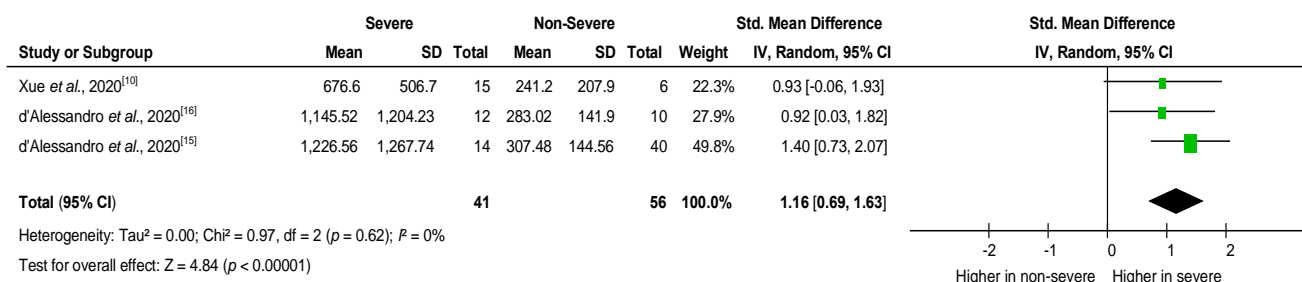 Severe Non-Severe Std. Mean Difference Std. Mean Difference
Study or Subgroup Mean SD Total Mean SD Total Weight IV, Random, 95% CI IV, Random, 95% CI
Xue et al., 2020[10] 676.6 506.7 15 241.2 207.9 6 22.3% 0.93 [-0.06, 1.93]
d'Alessandro et al., 2020[16] 1,145.52 1,204.23 12 283.02 141.9 10 27.9% 0.92 [0.03, 1.82]
d'Alessandro et al., 2020[15] 1,226.56 1,267.74 14 307.48 144.56 40 49.8% 1.40 [0.73, 2.07]
Total (95% CI) 41 56 100.0% 1.16 [0.69, 1.63]
Heterogeneity: Tau² = 0.00; Chi² = 0.97, df = 2 (p = 0.62); I² = 0%
Test for overall effect: Z = 4.84 (p < 0.00001)
-2 -1 0 1 2
Higher in non-severe Higher in severe